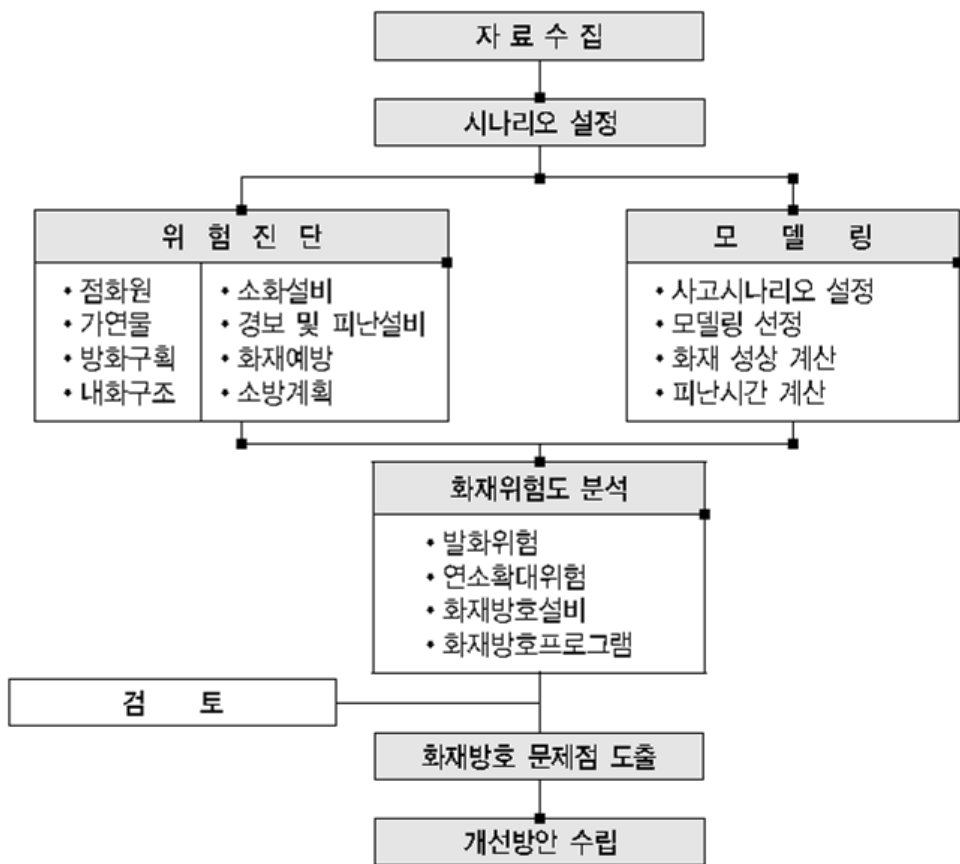 자 료 수 집
시나리오 설정
위 험 진 단
• 점화원
• 가연물
• 방화구획
• 내화구조
• 소화설비
• 경보 및 피난설비
• 화재예방
• 소방계획
모 델 링
• 사고시나리오 설정
• 모델링 선정
• 화재 성상 계산
• 피난시간 계산
화재위험도 분석
• 발화위험
• 연소확대위험
• 화재방호설비
• 화재방호프로그램
검 토
화재방호 문제점 도출
개선방안 수립